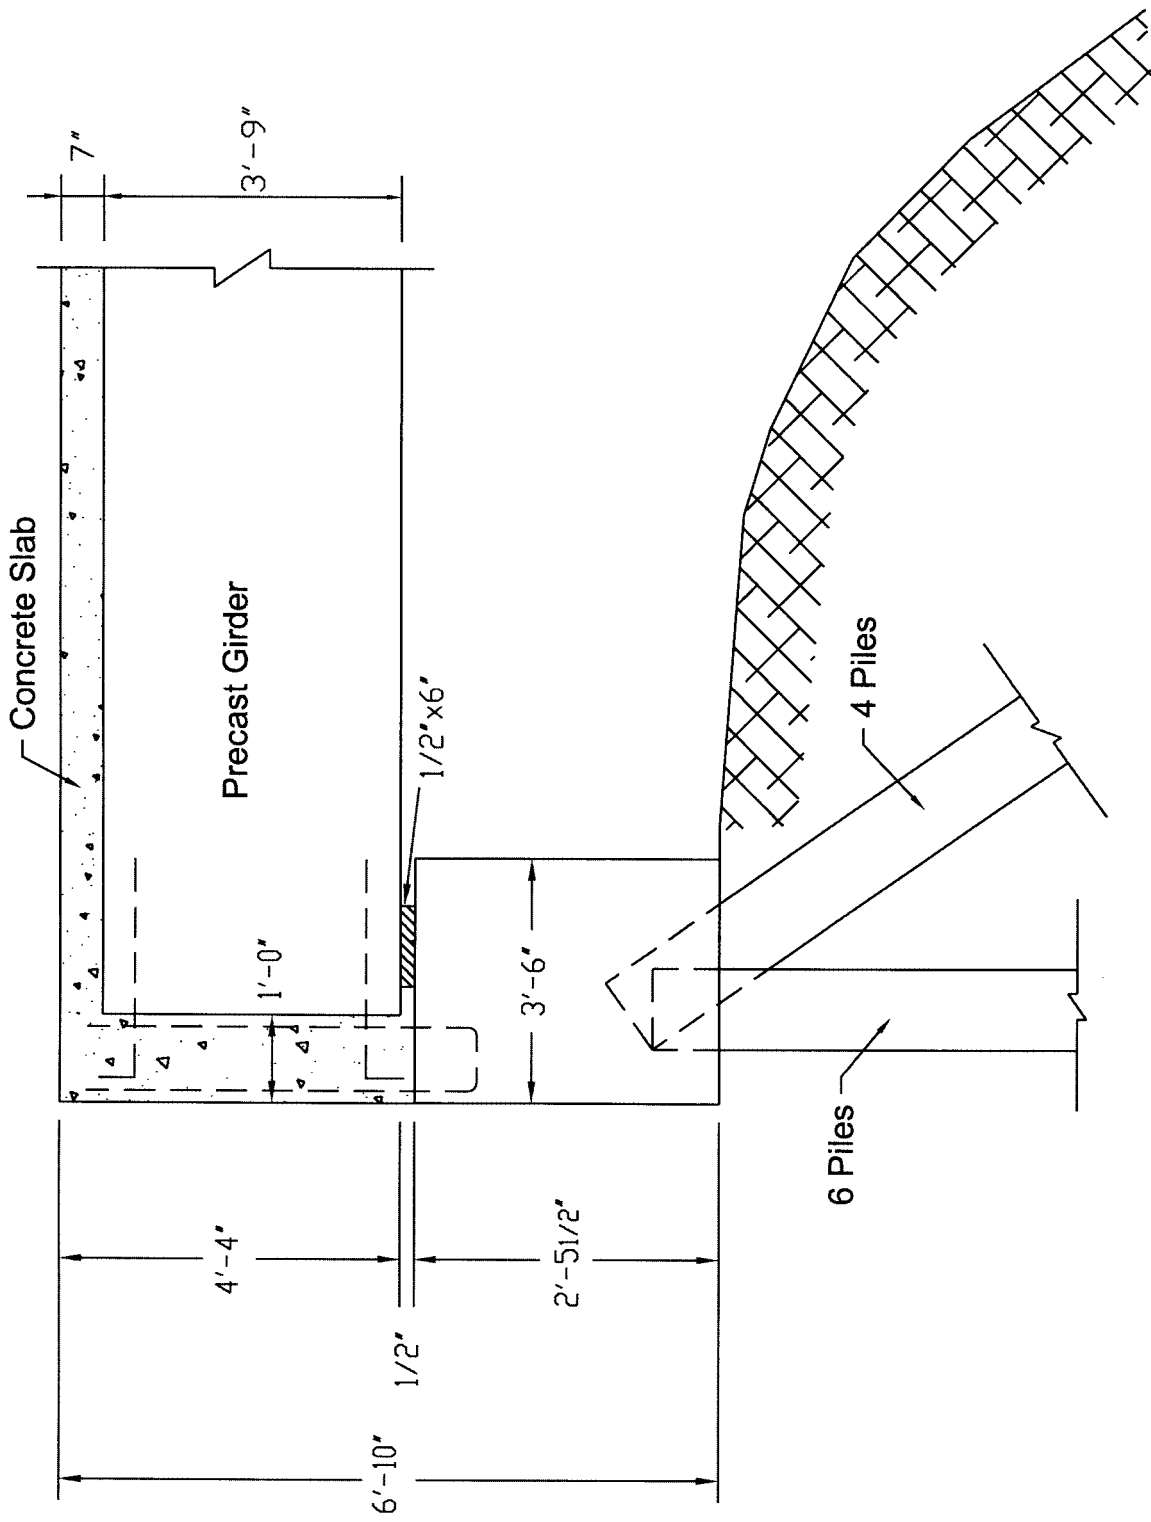 Concrete Slab
7"
3'-9"
Precast Girder
1/2"x6"
1'-0"
3'-6"
4'-4"
1/2"
2'-51/2"
6'-10"
4 Piles
6 Piles